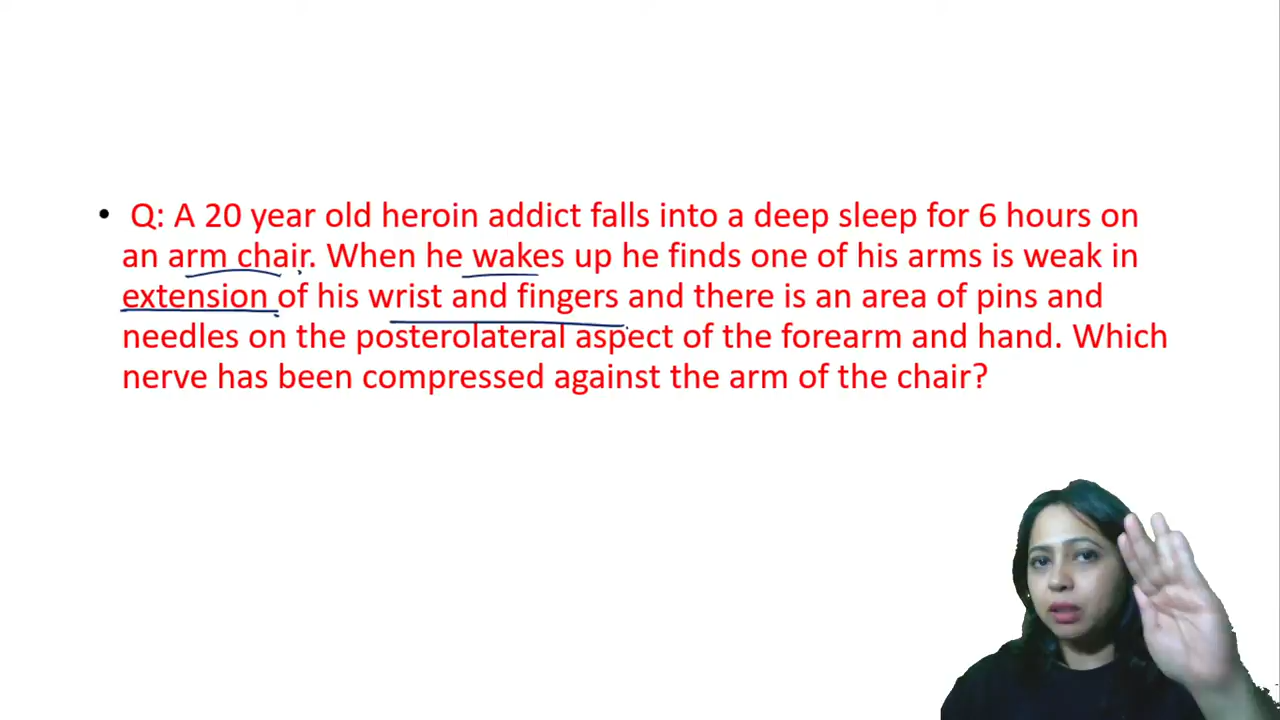 • Q: A 20 year old heroin addict falls into a deep sleep for 6 hours on
an arm chair. When he wakes up he finds one of his arms is weak in
extension of his wrist and fingers and there is an area of pins and
needles on the posterolateral aspect of the forearm and hand. Which
nerve has been compressed against the arm of the chair?